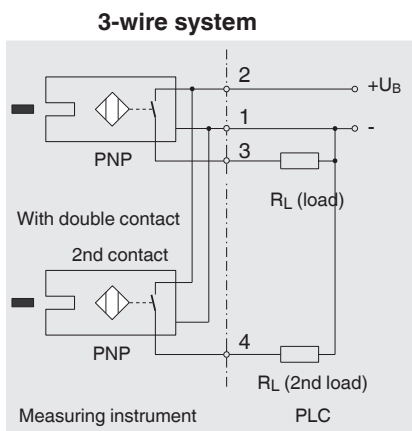 3-wire system
2
+UB
1
-
3
PNP
RL (load)
With double contact
2nd contact
4
PNP
RL (2nd load)
Measuring instrument PLC